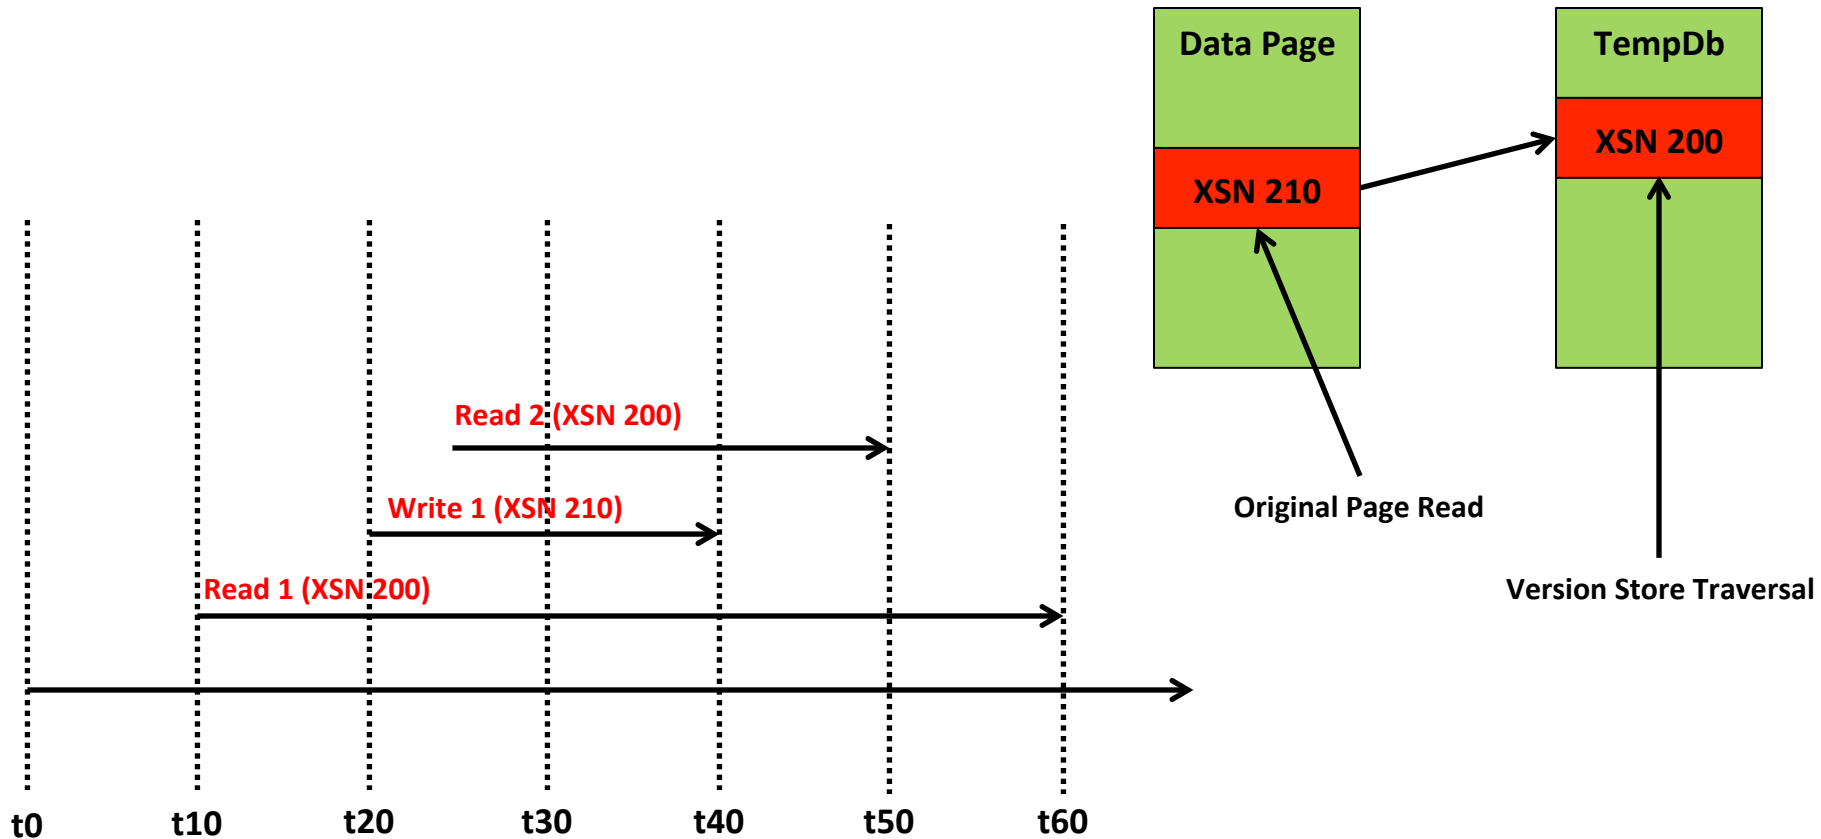 Data Page
TempDb
XSN 200
XSN 210
Read 2 (XSN 200)
Write 1 (XSN 210)
Original Page Read
Read 1 (XSN 200)
Version Store Traversal
t0
t10
t20
t30
t40
t50
t60